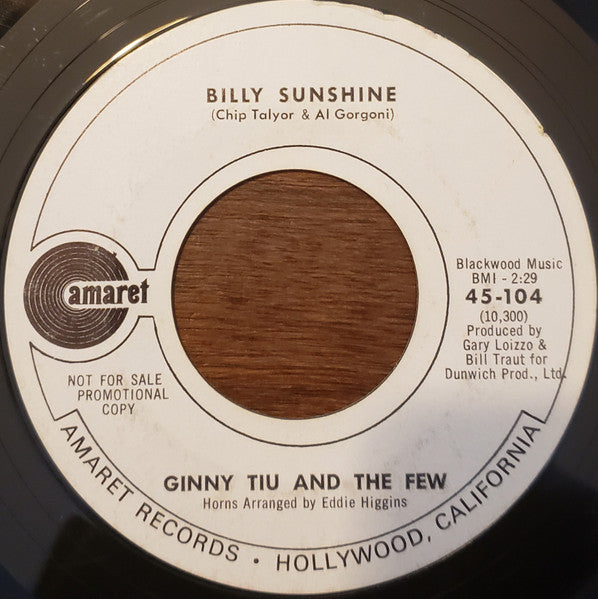 BILLY SUNSHINE
(Chip Talyor & Al Gorgoni)
amaret
Blackwood Music
BMI - 2:29
45-104
(10,300)
Produced by
Gary Loizzo &
Bill Traut for
Dunwich Prod., Ltd.
NOT FOR SALE
PROMOTIONAL
COPY
GINNY TIU AND THE FEW
Horns Arranged by Eddie Higgins
AMARET RECORDS • HOLLYWOOD, CALIFORNIA